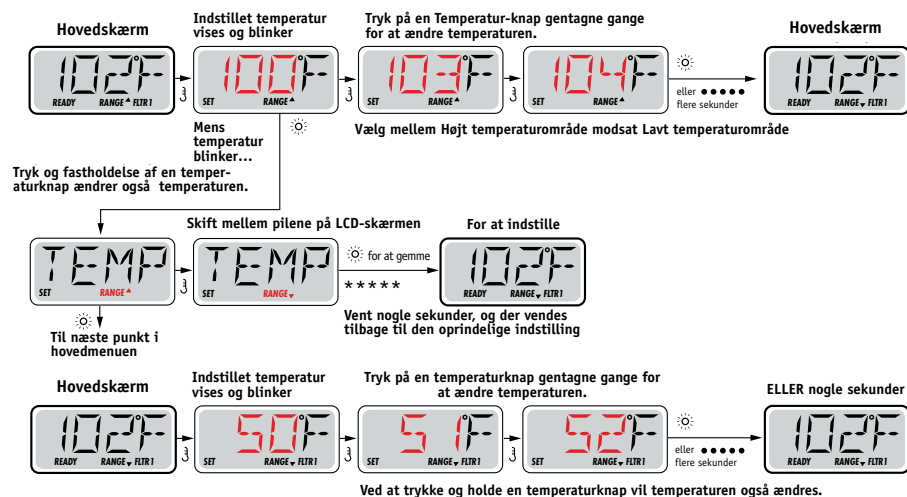 Hovedskærm
Indstillet temperatur
vises og blinker
Tryk på en Temperatur-knap gentagne gange
for at ændre temperaturen.
Hovedskærm
102°F
READY RANGE FLTR1
100°F
SET RANGE
103°F
SET RANGE
104°F
SET RANGE
eller
flere sekunder
102°F
READY RANGE FLTR1
Mens
temperatur
blinker...
Vælg mellem Højt temperaturområde modsat Lavt temperaturområde
Tryk og fastholdelse af en temper-
aturknap ændrer også temperaturen.
Skift mellem pilene på LCD-skærmen
For at indstille
TEMP
SET RANGE
TEMP
SET RANGE
for at gemme
*****
102°F
READY RANGE FLTR1
Vent nogle sekunder, og der vendes
tilbage til den oprindelige indstilling
Til næste punkt i
hovedmenuen
Hovedskærm
Indstillet temperatur
vises og blinker
Tryk på en temperaturknap gentagne gange for
at ændre temperaturen.
ELLER nogle sekunder
102°F
READY RANGE FLTR1
50°F
SET RANGE FLTR1
51°F
SET RANGE FLTR1
52°F
SET RANGE FLTR1
eller
flere sekunder
102°F
READY RANGE FLTR1
Ved at trykke og holde en temperaturknap vil temperaturen også ændres.